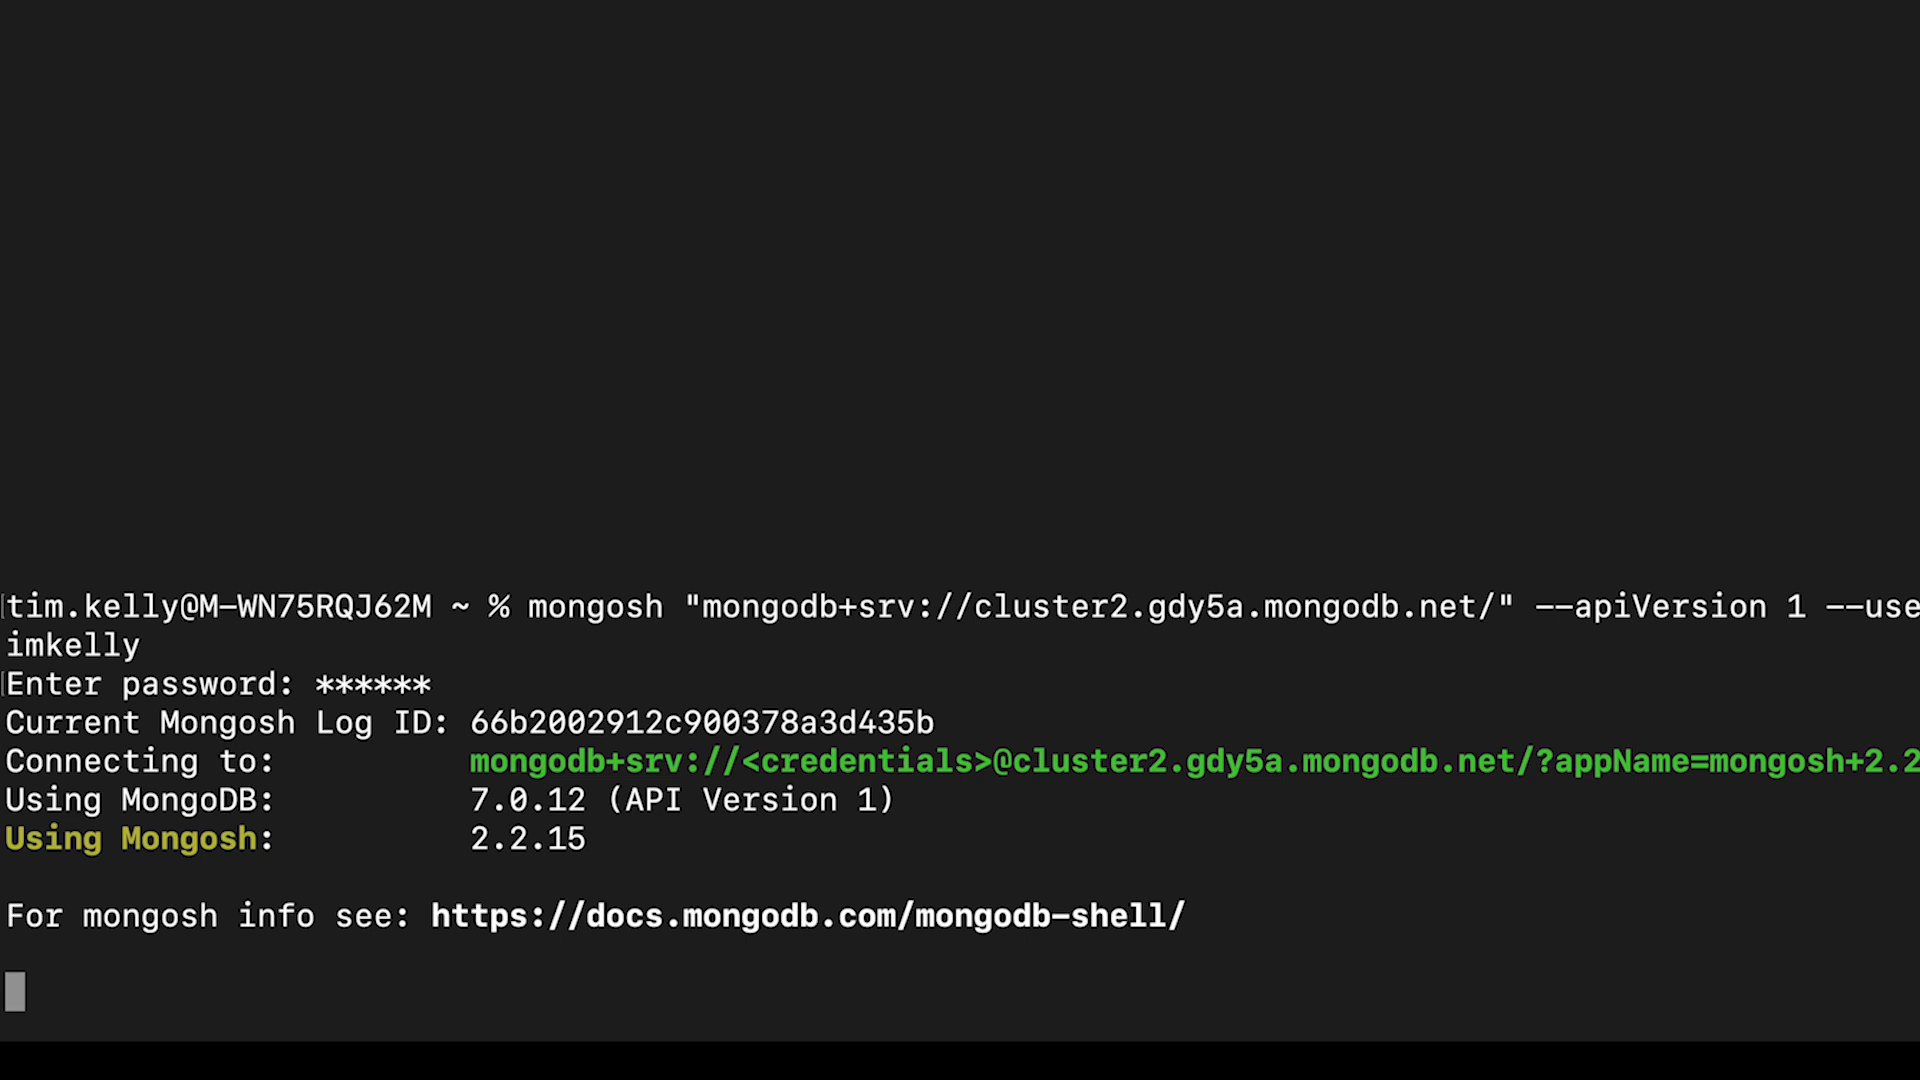 tim.kelly@M-WN75RQJ62M ~ % mongosh "mongodb+srv://cluster2.gdy5a.mongodb.net/" --apiVersion 1 --use
imkelly
Enter password: ******
Current Mongosh Log ID: 66b2002912c900378a3d435b
Connecting to: mongodb+srv://<credentials>@cluster2.gdy5a.mongodb.net/?appName=mongosh+2.2
Using MongoDB: 7.0.12 (API Version 1)
Using Mongosh: 2.2.15
For mongosh info see: https://docs.mongodb.com/mongodb-shell/